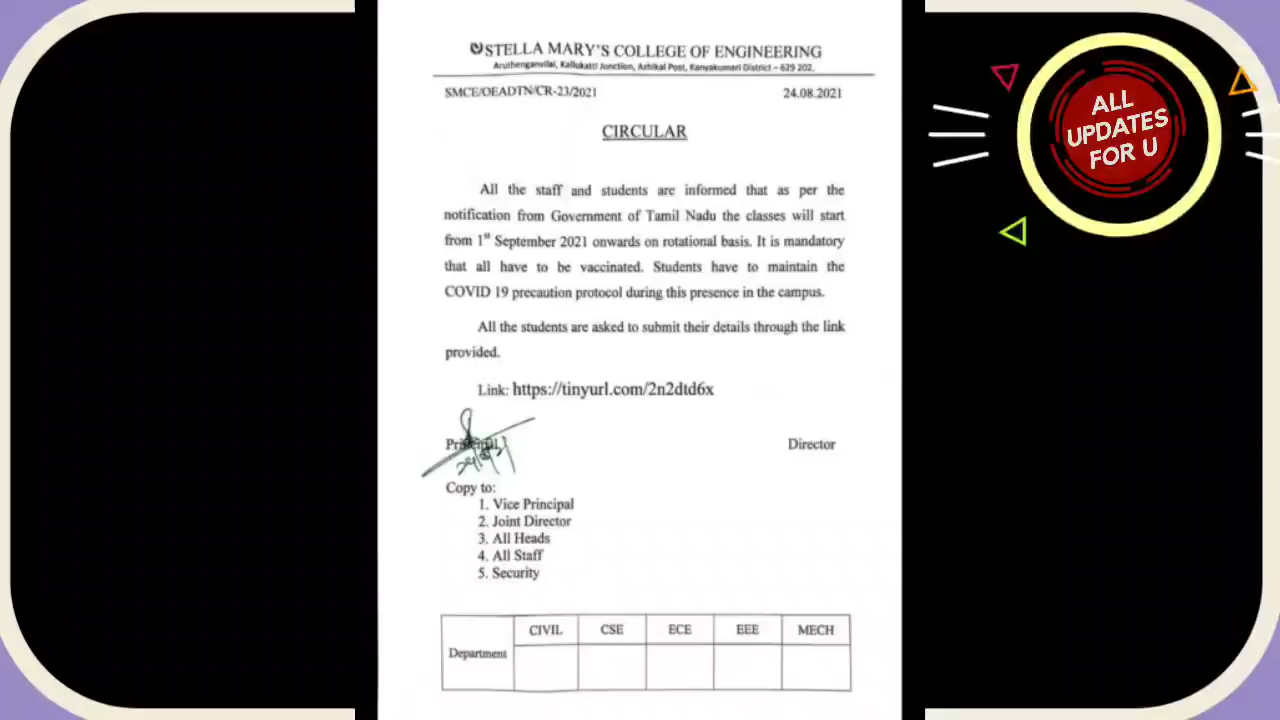 STELLA MARY'S COLLEGE OF ENGINEERING
Aruthenganvilai, Kallukatti Junction, Azhikal Post, Kanyakumari District – 629 202.
SMCE/OEADTN/CR-23/2021 24.08.2021
CIRCULAR
All the staff and students are informed that as per the
notification from Government of Tamil Nadu the classes will start
from 1st September 2021 onwards on rotational basis. It is mandatory
that all have to be vaccinated. Students have to maintain the
COVID 19 precaution protocol during this presence in the campus.
All the students are asked to submit their details through the link
provided.
Link: https://tinyurl.com/2n2dtd6x
Principal Director
Copy to:
1. Vice Principal
2. Joint Director
3. All Heads
4. All Staff
5. Security
Department CIVIL CSE ECE EEE MECH
ALL
UPDATES
FOR U